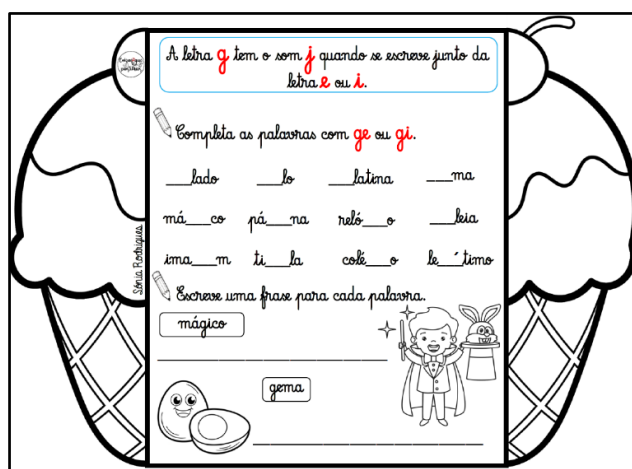 A letra g tem o som j quando se escreve junto da
letra e ou i.
Completa as palavras com ge ou gi.
___lado ___lo ___latina ___ma
má___co pá___na reló___o ___leia
ima___m ti___la colé___o le___´timo
Escreve uma frase para cada palavra.
mágico
gema
Sónia Rodrigues